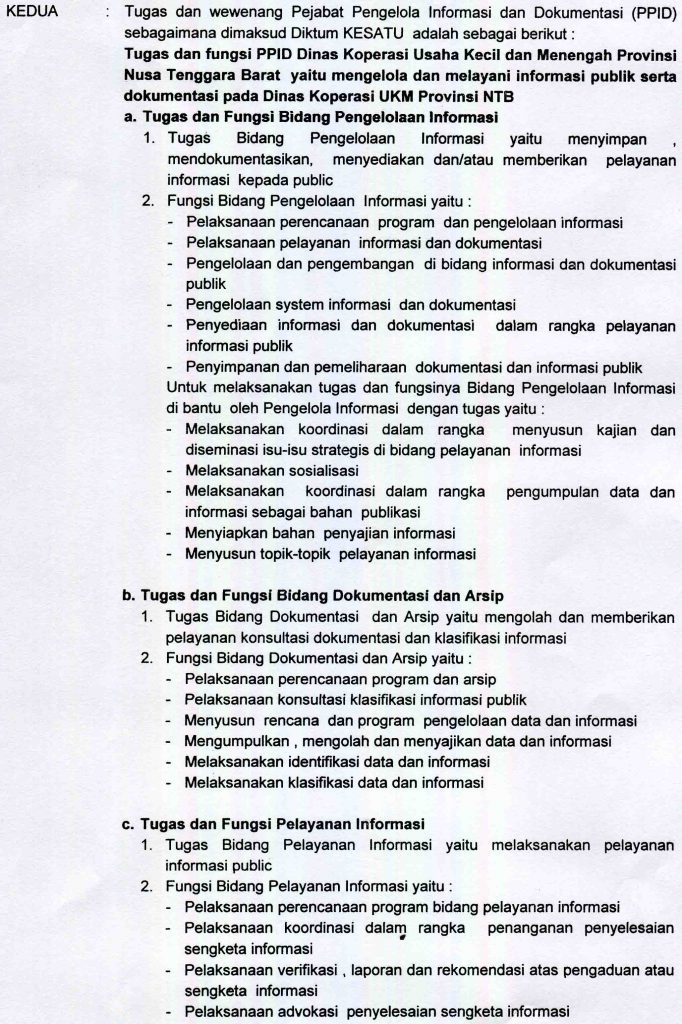 KEDUA : Tugas dan wewenang Pejabat Pengelola Informasi dan Dokumentasi (PPID)
sebagaimana dimaksud Diktum KESATU adalah sebagai berikut :
Tugas dan fungsi PPID Dinas Koperasi Usaha Kecil dan Menengah Provinsi
Nusa Tenggara Barat yaitu mengelola dan melayani informasi publik serta
dokumentasi pada Dinas Koperasi UKM Provinsi NTB
a. Tugas dan Fungsi Bidang Pengelolaan Informasi
1. Tugas Bidang Pengelolaan Informasi yaitu menyimpan ,
mendokumentasikan, menyediakan dan/atau memberikan pelayanan
informasi kepada public
2. Fungsi Bidang Pengelolaan Informasi yaitu :
- Pelaksanaan perencanaan program dan pengelolaan informasi
- Pelaksanaan pelayanan informasi dan dokumentasi
- Pengelolaan dan pengembangan di bidang informasi dan dokumentasi
publik
- Pengelolaan system informasi dan dokumentasi
- Penyediaan informasi dan dokumentasi dalam rangka pelayanan
informasi publik
- Penyimpanan dan pemeliharaan dokumentasi dan informasi publik
Untuk melaksanakan tugas dan fungsinya Bidang Pengelolaan Informasi
di bantu oleh Pengelola Informasi dengan tugas yaitu :
- Melaksanakan koordinasi dalam rangka menyusun kajian dan
diseminasi isu-isu strategis di bidang pelayanan informasi
- Melaksanakan sosialisasi
- Melaksanakan koordinasi dalam rangka pengumpulan data dan
informasi sebagai bahan publikasi
- Menyiapkan bahan penyajian informasi
- Menyusun topik-topik pelayanan informasi
b. Tugas dan Fungsi Bidang Dokumentasi dan Arsip
1. Tugas Bidang Dokumentasi dan Arsip yaitu mengolah dan memberikan
pelayanan konsultasi dokumentasi dan klasifikasi informasi
2. Fungsi Bidang Dokumentasi dan Arsip yaitu :
- Pelaksanaan perencanaan program dan arsip
- Pelaksanaan konsultasi klasifikasi informasi publik
- Menyusun rencana dan program pengelolaan data dan informasi
- Mengumpulkan , mengolah dan menyajikan data dan informasi
- Melaksanakan identifikasi data dan informasi
- Melaksanakan klasifikasi data dan informasi
c. Tugas dan Fungsi Pelayanan Informasi
1. Tugas Bidang Pelayanan Informasi yaitu melaksanakan pelayanan
informasi public
2. Fungsi Bidang Pelayanan Informasi yaitu :
- Pelaksanaan perencanaan program bidang pelayanan informasi
- Pelaksanaan koordinasi dalam rangka penanganan penyelesaian
sengketa informasi
- Pelaksanaan verifikasi , laporan dan rekomendasi atas pengaduan atau
sengketa informasi
- Pelaksanaan advokasi penyelesaian sengketa informasi